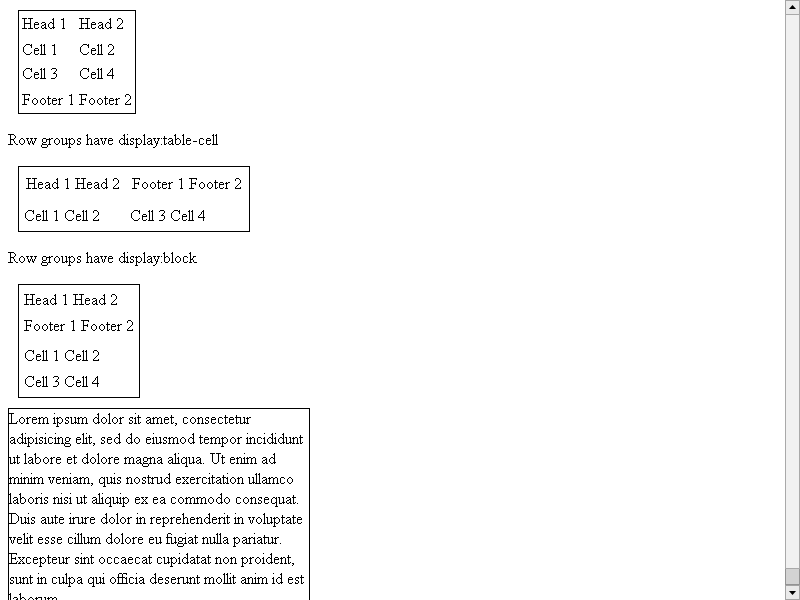 Head 1 Head 2
Cell 1 Cell 2
Cell 3 Cell 4
Footer 1 Footer 2
Row groups have display:table-cell
Head 1 Head 2 Footer 1 Footer 2
Cell 1 Cell 2 Cell 3 Cell 4
Row groups have display:block
Head 1 Head 2
Footer 1 Footer 2
Cell 1 Cell 2
Cell 3 Cell 4
Lorem ipsum dolor sit amet, consectetur
adipisicing elit, sed do eiusmod tempor incididunt
ut labore et dolore magna aliqua. Ut enim ad
minim veniam, quis nostrud exercitation ullamco
laboris nisi ut aliquip ex ea commodo consequat.
Duis aute irure dolor in reprehenderit in voluptate
velit esse cillum dolore eu fugiat nulla pariatur.
Excepteur sint occaecat cupidatat non proident,
sunt in culpa qui officia deserunt mollit anim id est
laborum.